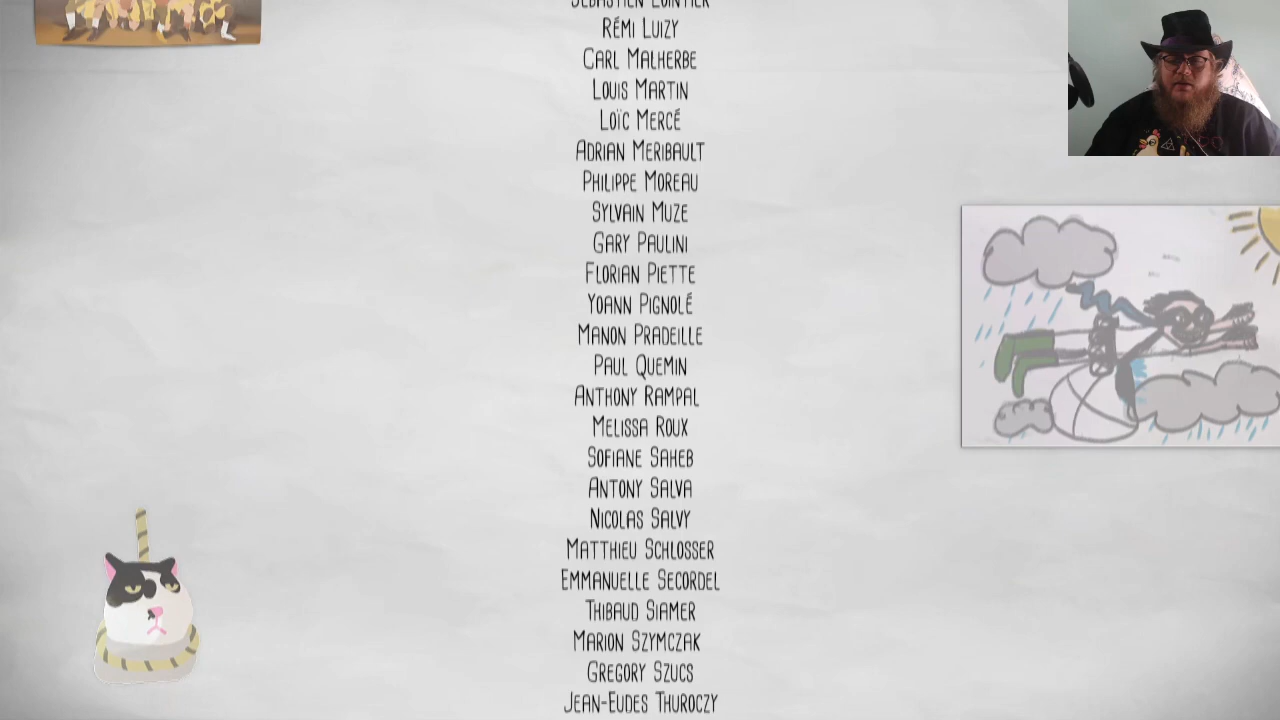 Rémi Luizy
Carl Malherbe
Louis Martin
Loïc Mercé
Adrian Meribault
Philippe Moreau
Sylvain Muze
Gary Paulini
Florian Piette
Yoann Pignolé
Manon Pradeille
Paul Quemin
Anthony Rampal
Melissa Roux
Sofiane Saheb
Antony Salva
Nicolas Salvy
Matthieu Schlosser
Emmanuelle Secordel
Thibaud Siamer
Marion Szymczak
Gregory Szucs
Jean-Eudes Thuroczy